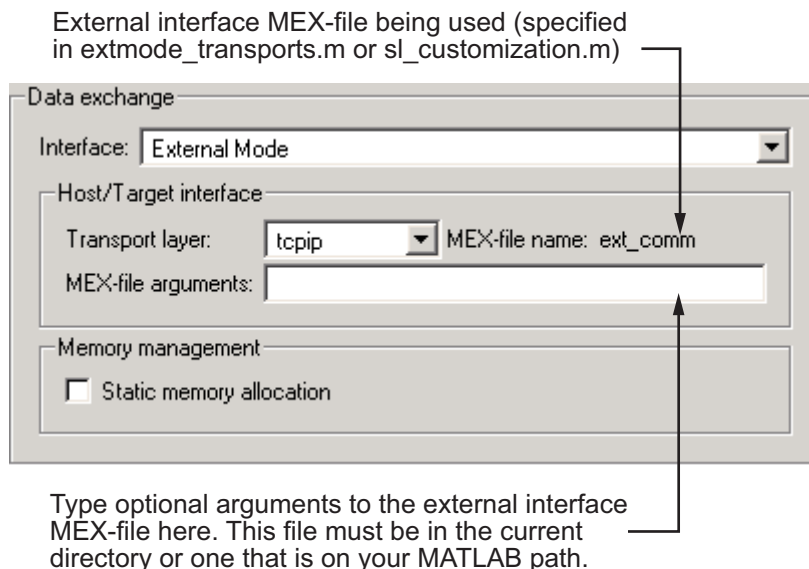 External interface MEX-file being used (specified
in extmode_transports.m or sl_customization.m)
Data exchange
Interface: External Mode
Host/Target interface
Transport layer: tcpip MEX-file name: ext_comm
MEX-file arguments:
Memory management
Static memory allocation
Type optional arguments to the external interface
MEX-file here. This file must be in the current
directory or one that is on your MATLAB path.